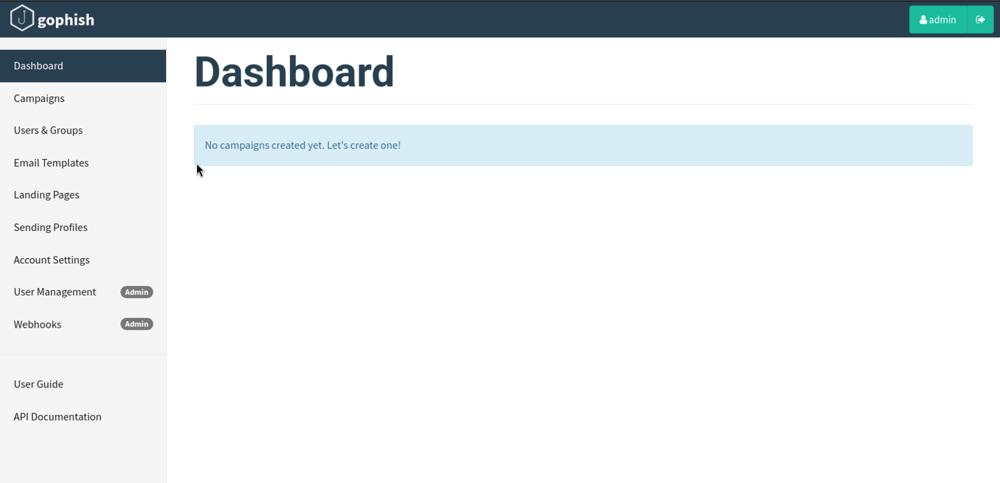 gophish
admin
Dashboard
Campaigns
Users & Groups
Email Templates
Landing Pages
Sending Profiles
Account Settings
User Management Admin
Webhooks Admin
User Guide
API Documentation
Dashboard
No campaigns created yet. Let's create one!